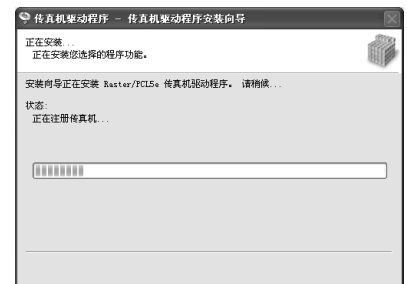 传真机驱动程序 - 传真机驱动程序安装向导
正在安装...
正在安装您选择的程序功能。
安装向导正在安装 Raster/PCL5e 传真机驱动程序。 请稍候...
状态:
正在注册传真机...